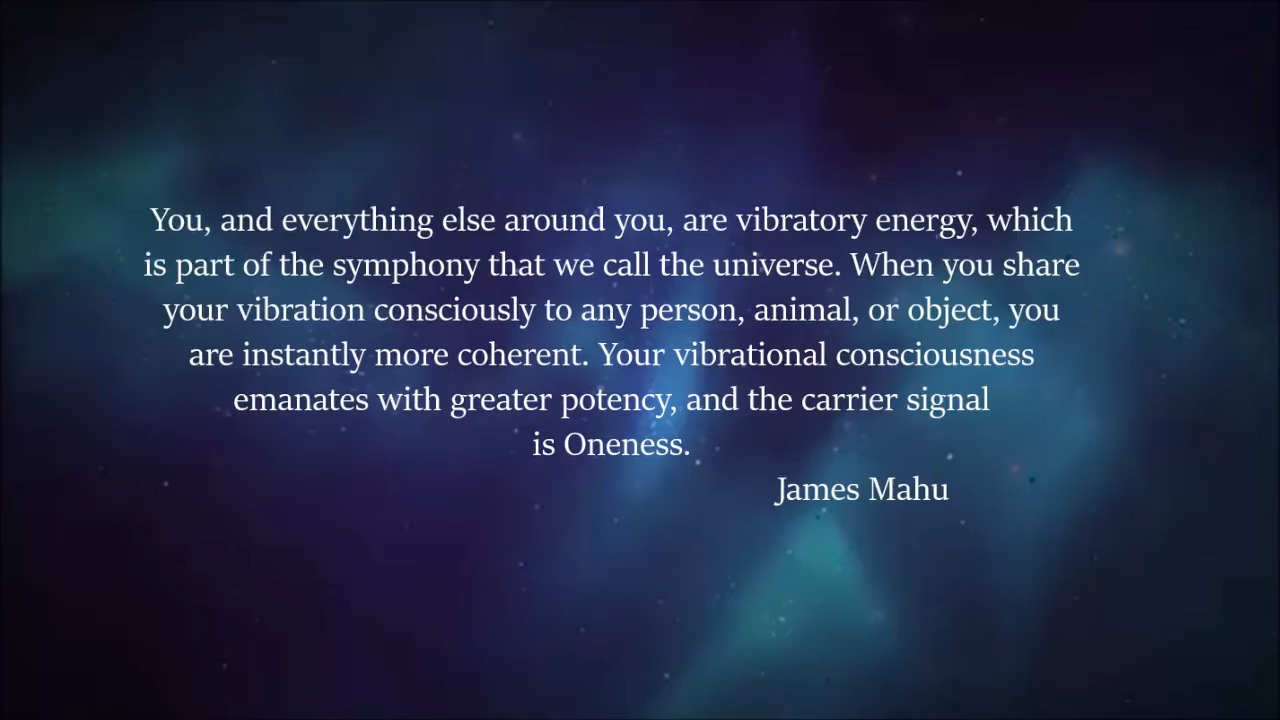 You, and everything else around you, are vibratory energy, which
is part of the symphony that we call the universe. When you share
your vibration consciously to any person, animal, or object, you
are instantly more coherent. Your vibrational consciousness
emanates with greater potency, and the carrier signal
is Oneness.
James Mahu